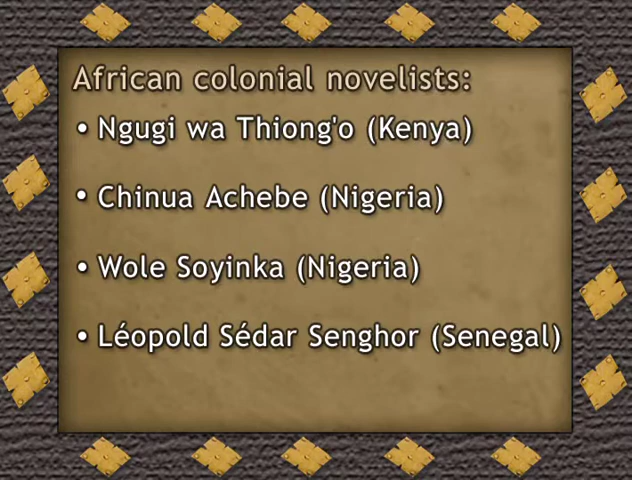 African colonial novelists:
• Ngugi wa Thiong'o (Kenya)
• Chinua Achebe (Nigeria)
• Wole Soyinka (Nigeria)
• Léopold Sédar Senghor (Senegal)